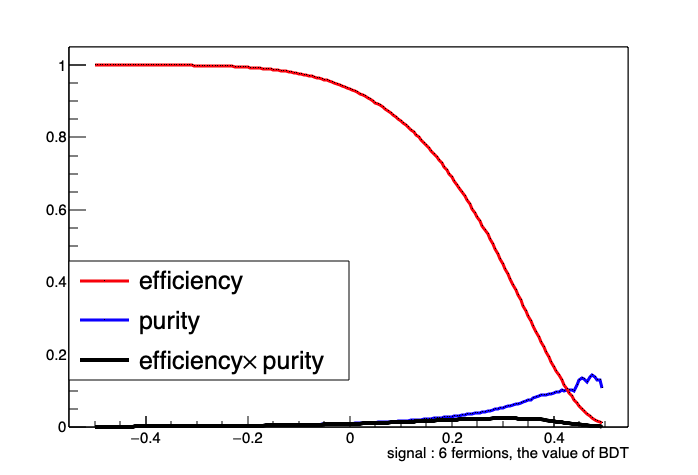 1
0.8
0.6
0.4
0.2
0
efficiency
purity
efficiency× purity
−0.4 −0.2 0 0.2 0.4
signal : 6 fermions, the value of BDT